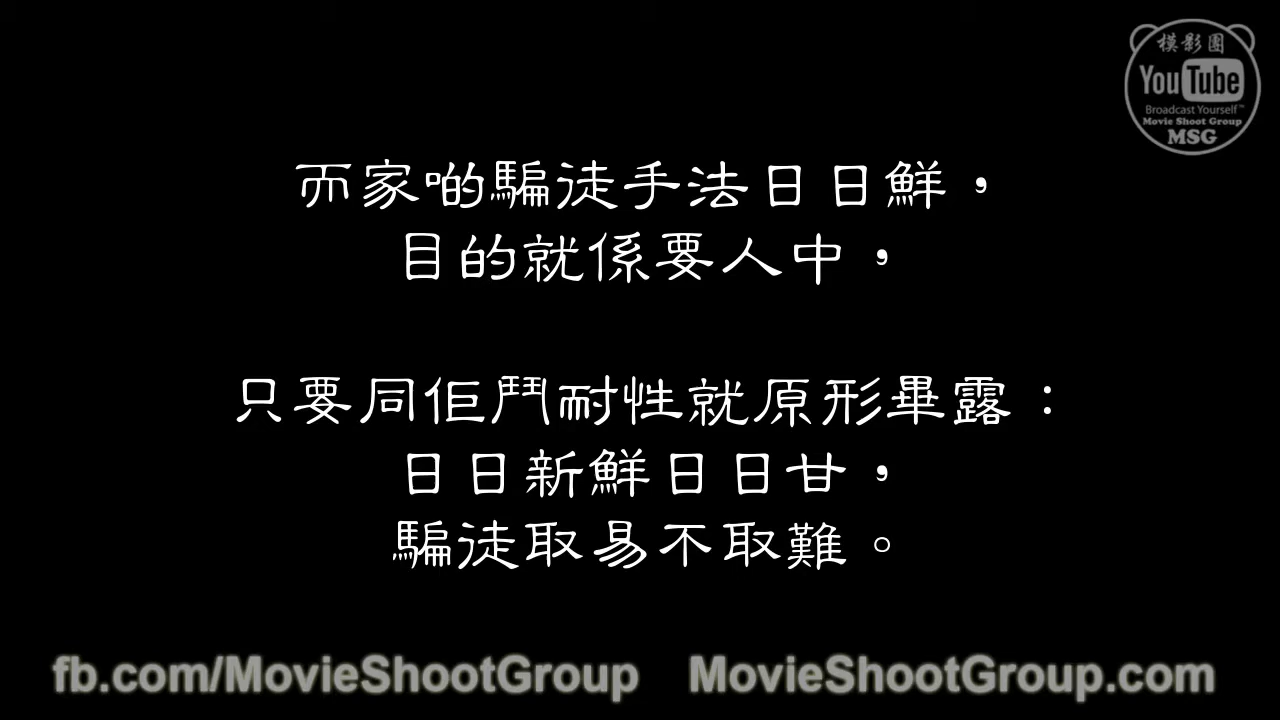 模影團
YouTube
Broadcast Yourself™
Movie Shoot Group
MSG
而家啲騙徒手法日日鮮，
目的就係要人中，
只要同佢鬥耐性就原形畢露：
日日新鮮日日甘，
騙徒取易不取難。
fb.com/MovieShootGroup MovieShootGroup.com